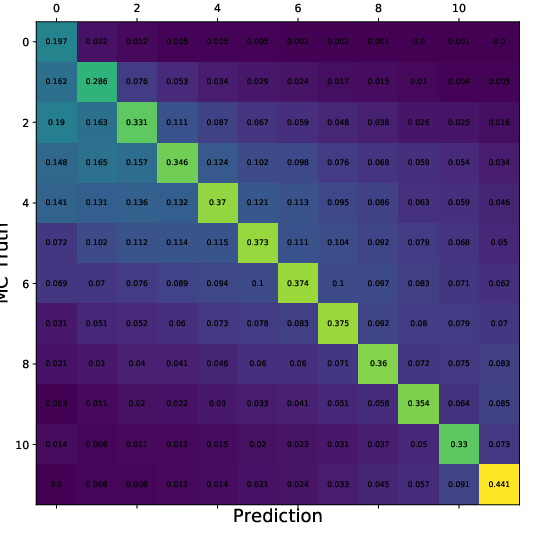 0 2 4 6 8 10
0 0.197 0.022 0.012 0.005 0.005 0.005 0.002 0.002 0.001 0.0 0.001 0.0
0.162 0.286 0.076 0.053 0.034 0.029 0.024 0.017 0.015 0.01 0.004 0.005
2 0.19 0.163 0.331 0.111 0.087 0.067 0.059 0.048 0.038 0.026 0.025 0.016
0.148 0.165 0.157 0.346 0.124 0.102 0.098 0.076 0.068 0.059 0.054 0.034
4 0.141 0.131 0.136 0.132 0.37 0.121 0.113 0.095 0.086 0.063 0.059 0.046
0.072 0.102 0.112 0.114 0.115 0.373 0.111 0.104 0.092 0.079 0.068 0.05
6 0.069 0.07 0.076 0.089 0.094 0.1 0.374 0.1 0.097 0.083 0.071 0.062
0.031 0.051 0.052 0.06 0.073 0.078 0.083 0.375 0.092 0.08 0.079 0.07
8 0.021 0.03 0.04 0.041 0.046 0.06 0.06 0.071 0.36 0.072 0.075 0.083
0.003 0.011 0.02 0.022 0.03 0.033 0.041 0.051 0.058 0.354 0.064 0.085
10 0.014 0.006 0.011 0.012 0.015 0.02 0.023 0.031 0.037 0.05 0.33 0.073
0.0 0.008 0.008 0.012 0.014 0.021 0.024 0.033 0.045 0.057 0.091 0.441
MC Truth
Prediction